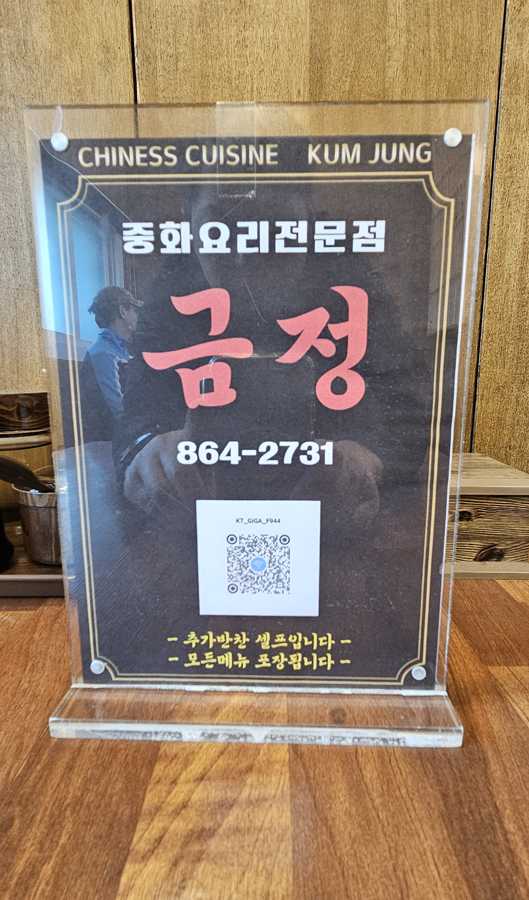 CHINESS CUISINE KUM JUNG
중화요리전문점
금정
864-2731
KT_GIGA_F944
- 추가반찬 셀프입니다 -
- 모든메뉴 포장됩니다 -